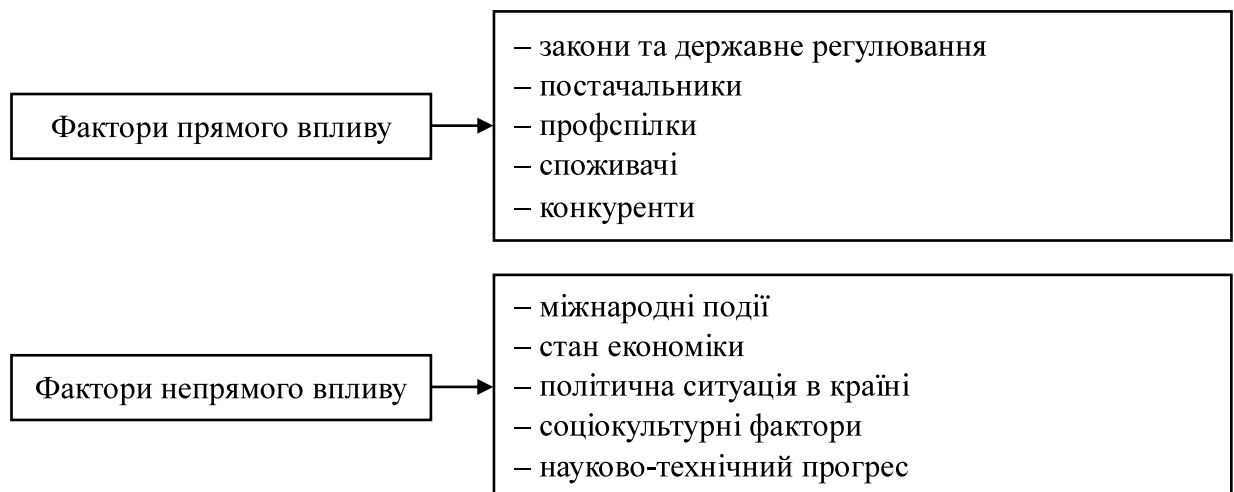 Фактори прямого впливу
– закони та державне регулювання
– постачальники
– профспілки
– споживачі
– конкуренти
Фактори непрямого впливу
– міжнародні події
– стан економіки
– політична ситуація в країні
– соціокультурні фактори
– науково-технічний прогрес